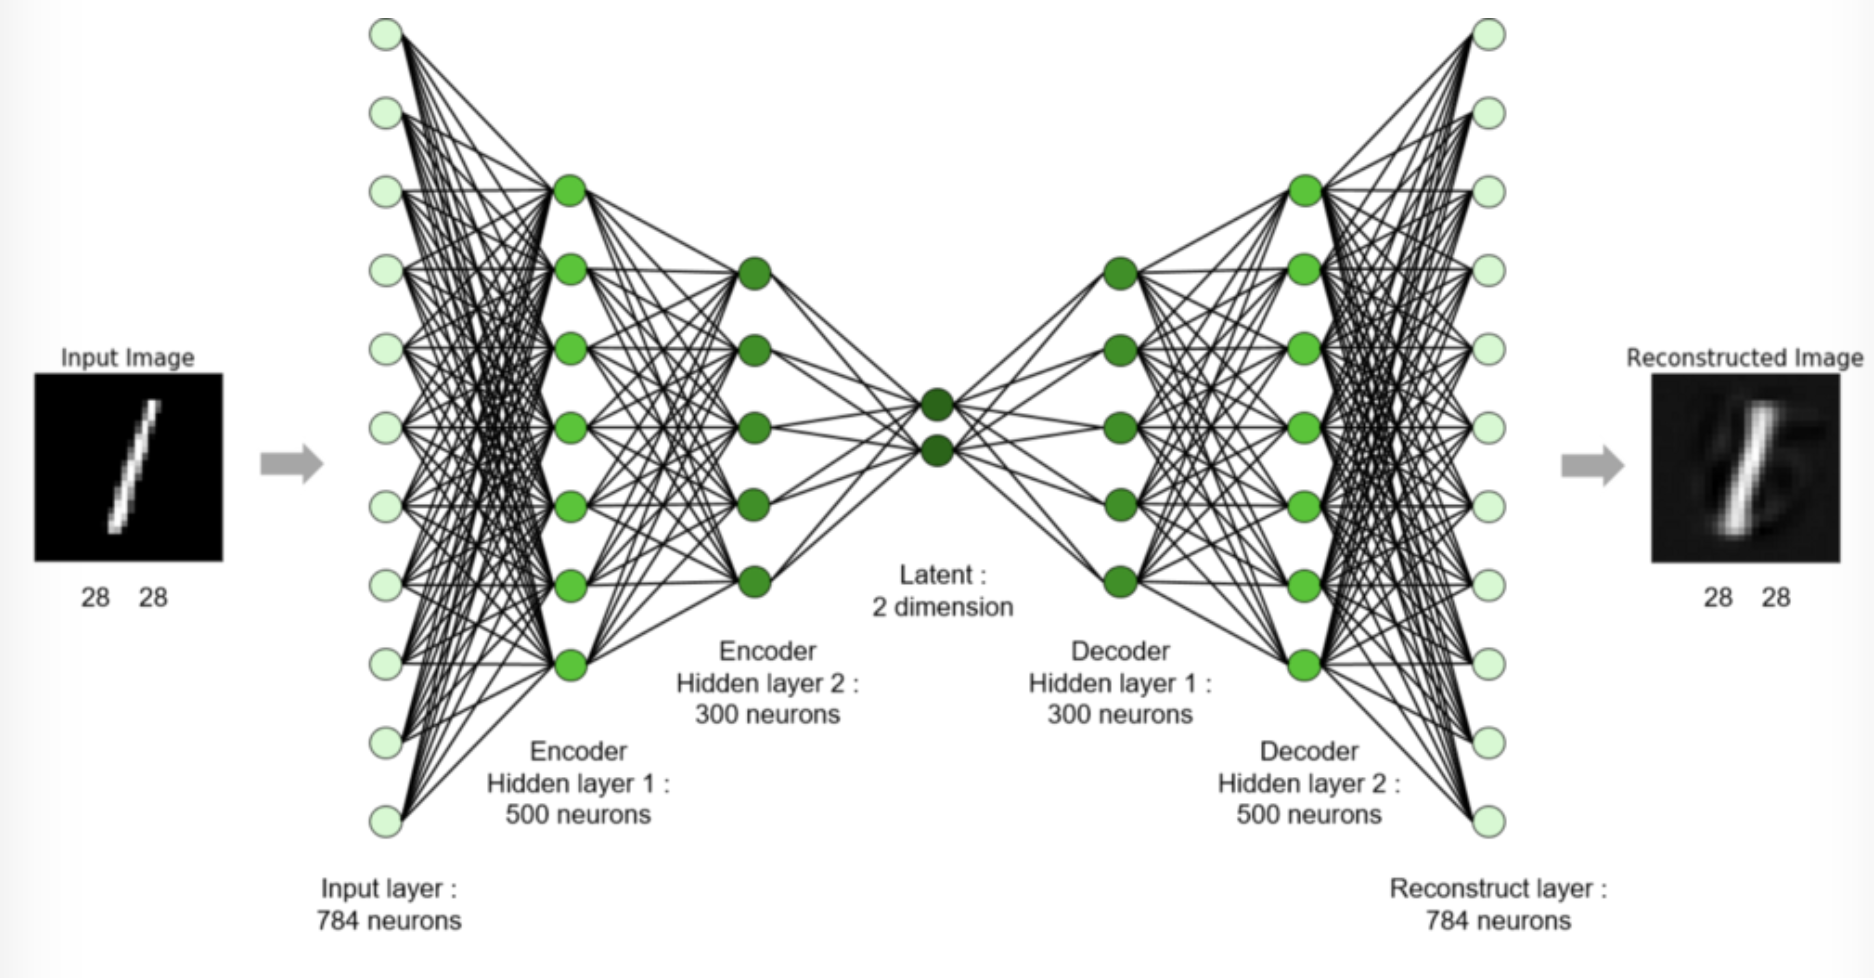 Input Image
28 28
Input layer :
784 neurons
Encoder
Hidden layer 1 :
500 neurons
Encoder
Hidden layer 2 :
300 neurons
Latent :
2 dimension
Decoder
Hidden layer 1 :
300 neurons
Decoder
Hidden layer 2 :
500 neurons
Reconstruct layer :
784 neurons
Reconstructed Image
28 28